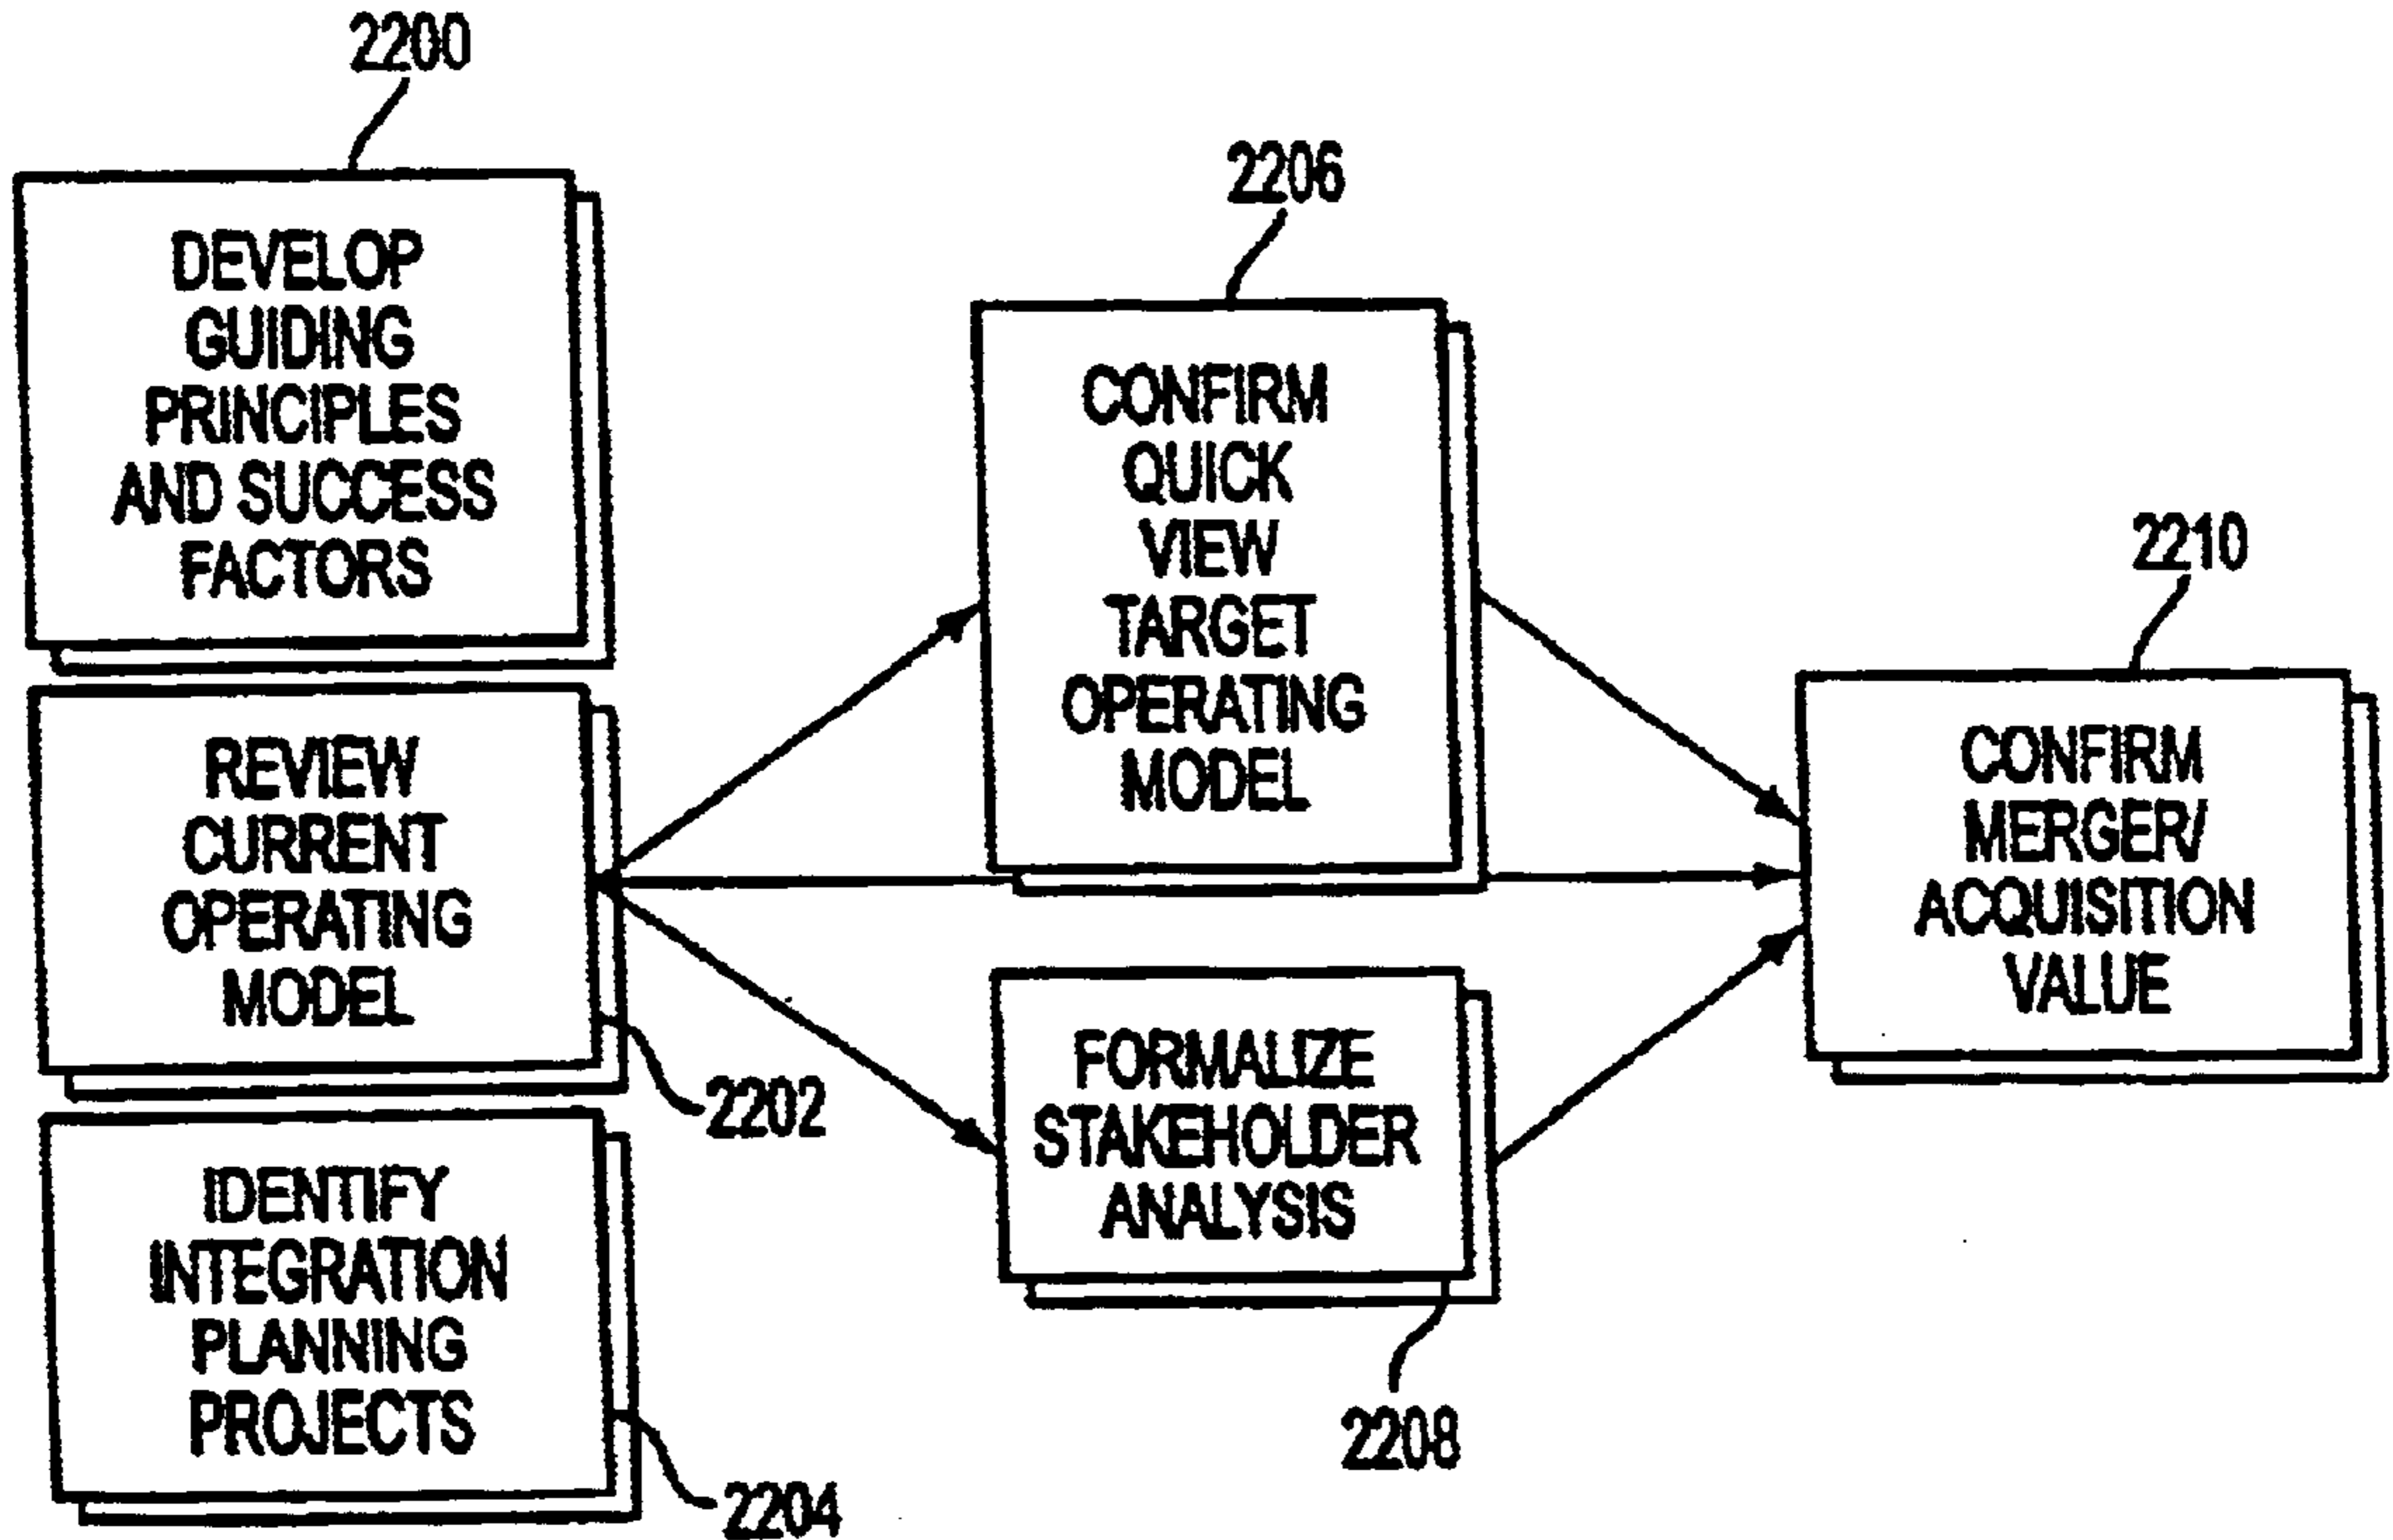 2200
DEVELOP
GUIDING
PRINCIPLES
AND SUCCESS
FACTORS
REVIEW
CURRENT
OPERATING
MODEL
2202
IDENTIFY
INTEGRATION
PLANNING
PROJECTS
2204
2206
CONFIRM
QUICK
VIEW
TARGET
OPERATING
MODEL
FORMALIZE
STAKEHOLDER
ANALYSIS
2208
2210
CONFIRM
MERGER/
ACQUISITION
VALUE